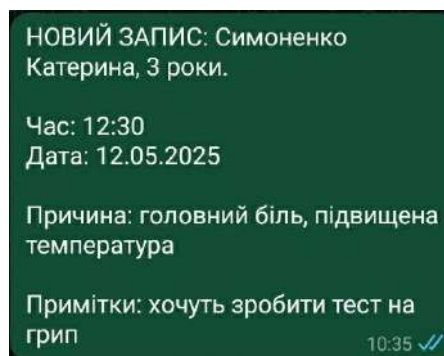 НОВИЙ ЗАПИС: Симоненко
Катерина, 3 роки.
Час: 12:30
Дата: 12.05.2025
Причина: головний біль, підвищена
температура
Примітки: хочуть зробити тест на
грип
10:35